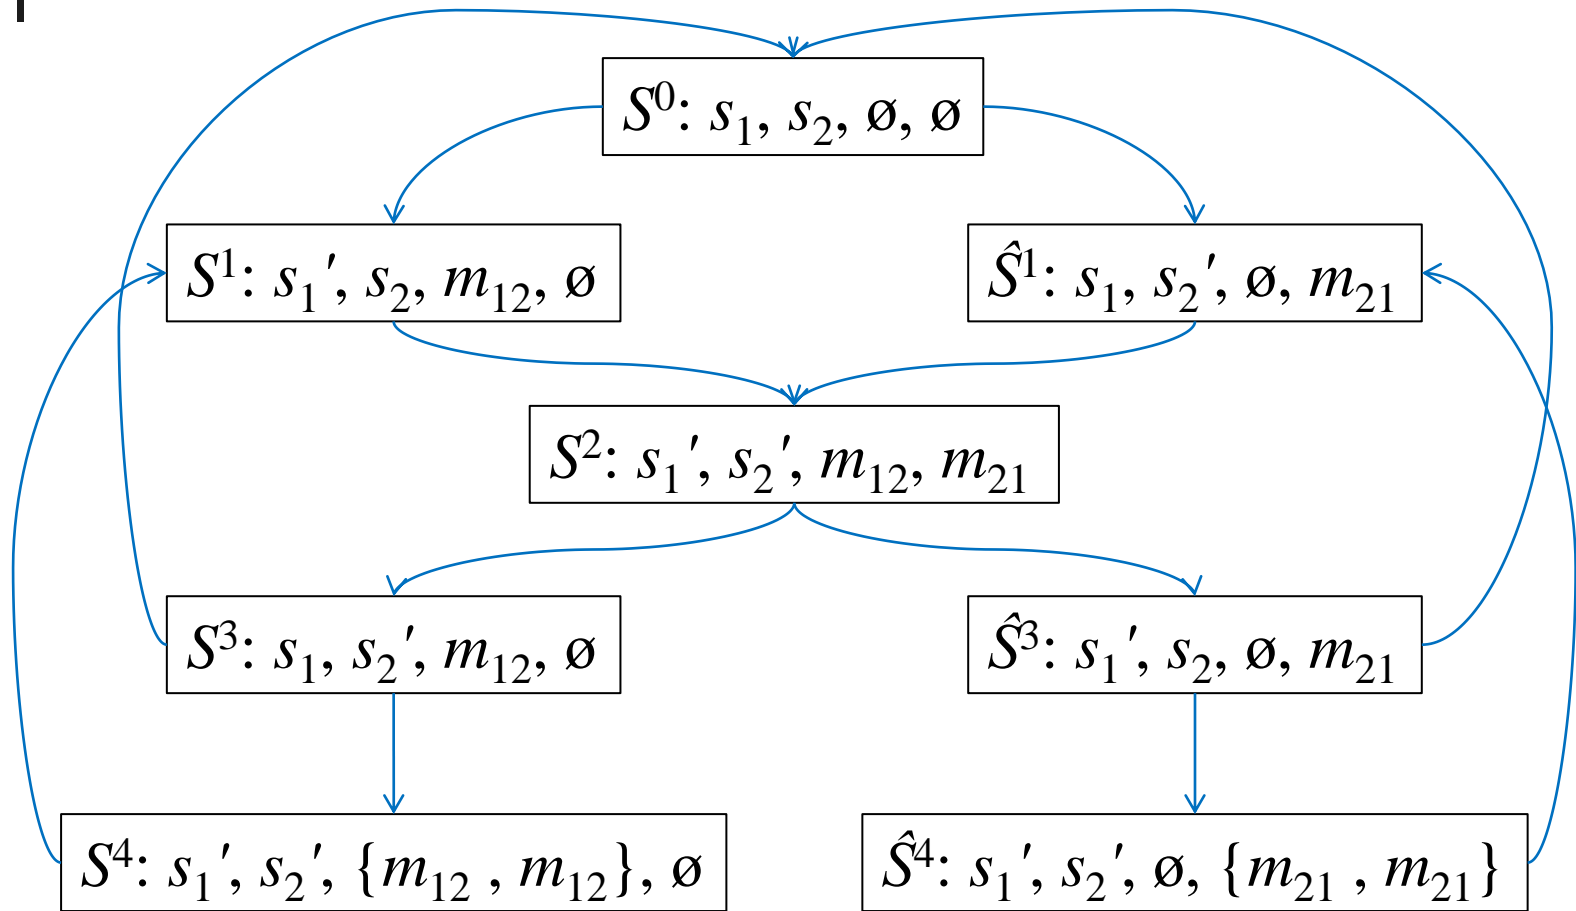 S⁰: s₁, s₂, ø, ø
S¹: s₁′, s₂, m₁₂, ø
Ŝ¹: s₁, s₂′, ø, m₂₁
S²: s₁′, s₂′, m₁₂, m₂₁
S³: s₁, s₂′, m₁₂, ø
Ŝ³: s₁′, s₂, ø, m₂₁
S⁴: s₁′, s₂′, {m₁₂ , m₁₂}, ø
Ŝ⁴: s₁′, s₂′, ø, {m₂₁ , m₂₁}